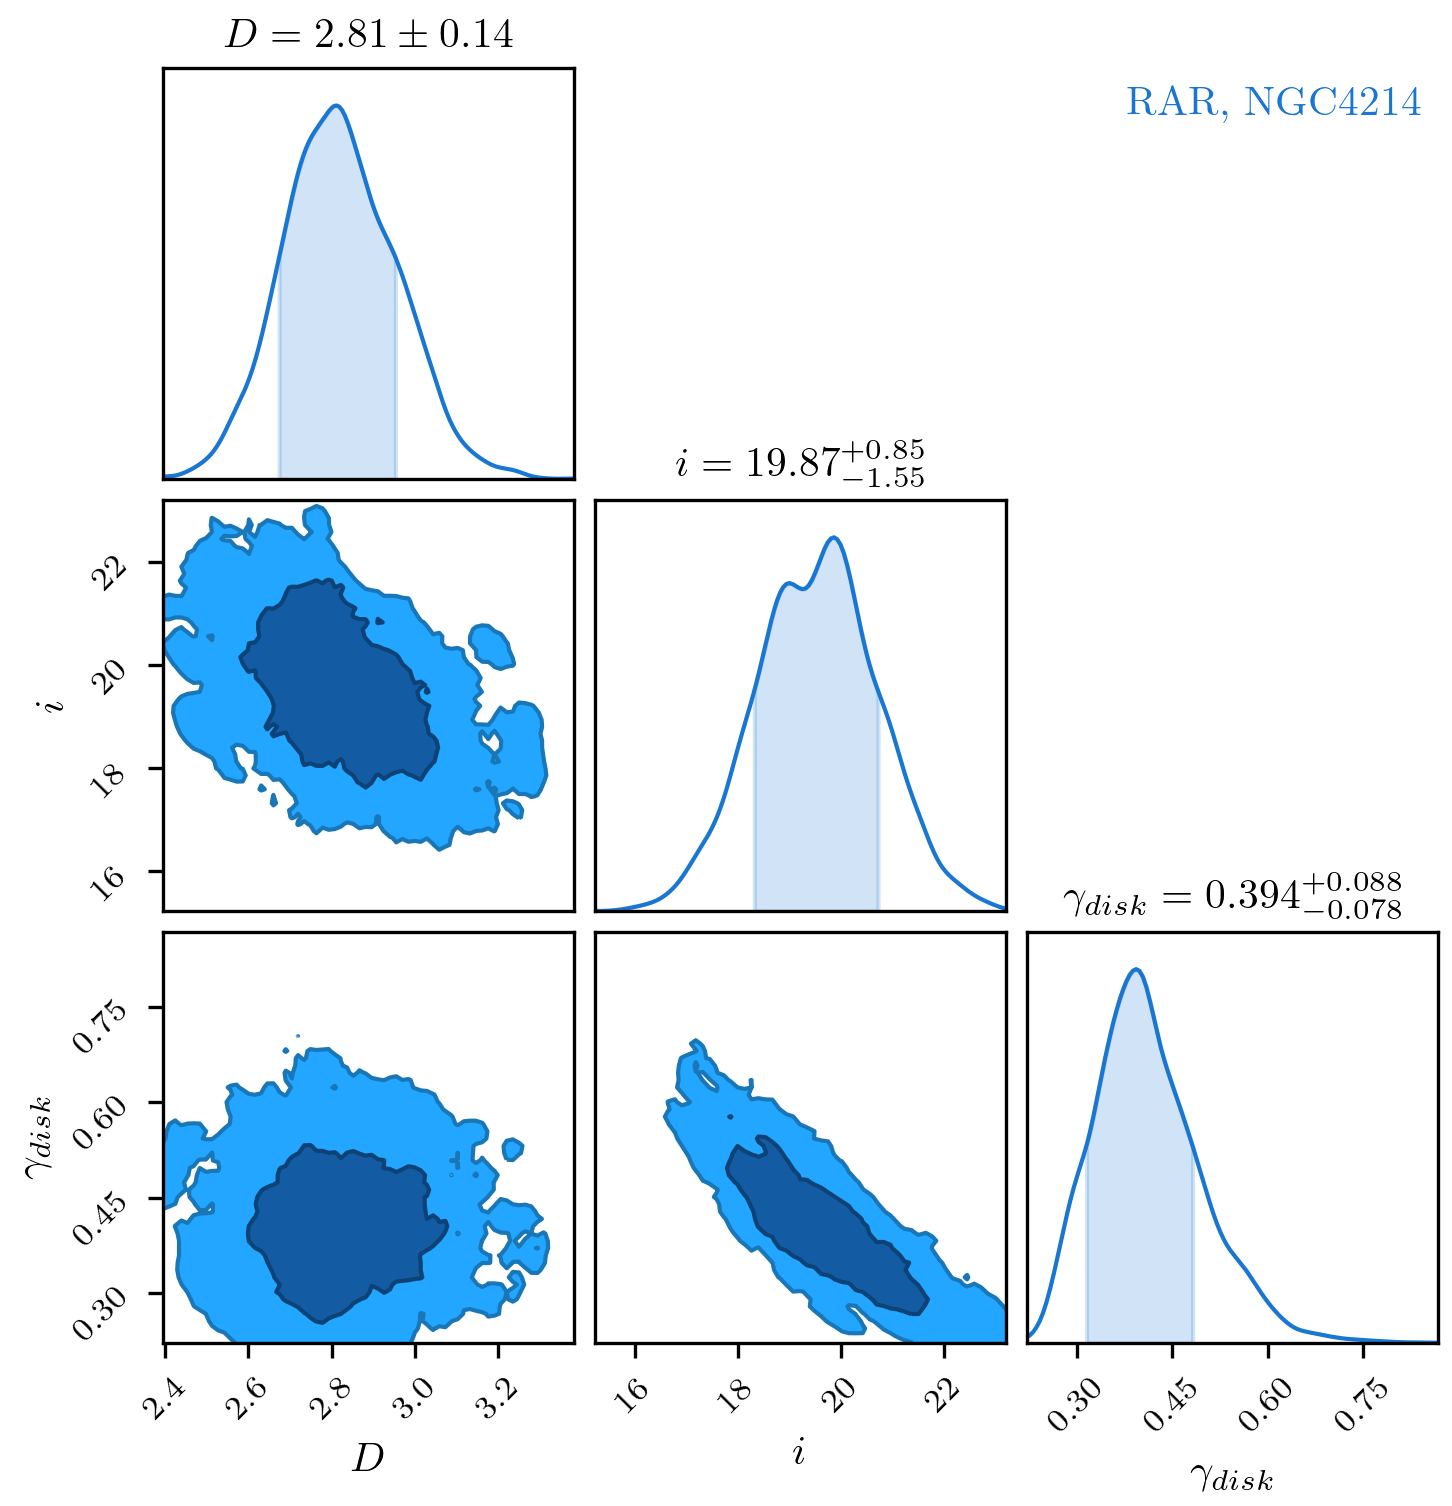 D = 2.81 ± 0.14
RAR, NGC4214
i = 19.87^{+0.85}_{-1.55}
22
20
18
16
i
γ_{disk} = 0.394^{+0.088}_{-0.078}
0.75
0.60
0.45
0.30
γ_{disk}
2.4 2.6 2.8 3.0 3.2
16 18 20 22
0.30 0.45 0.60 0.75
D
i
γ_{disk}